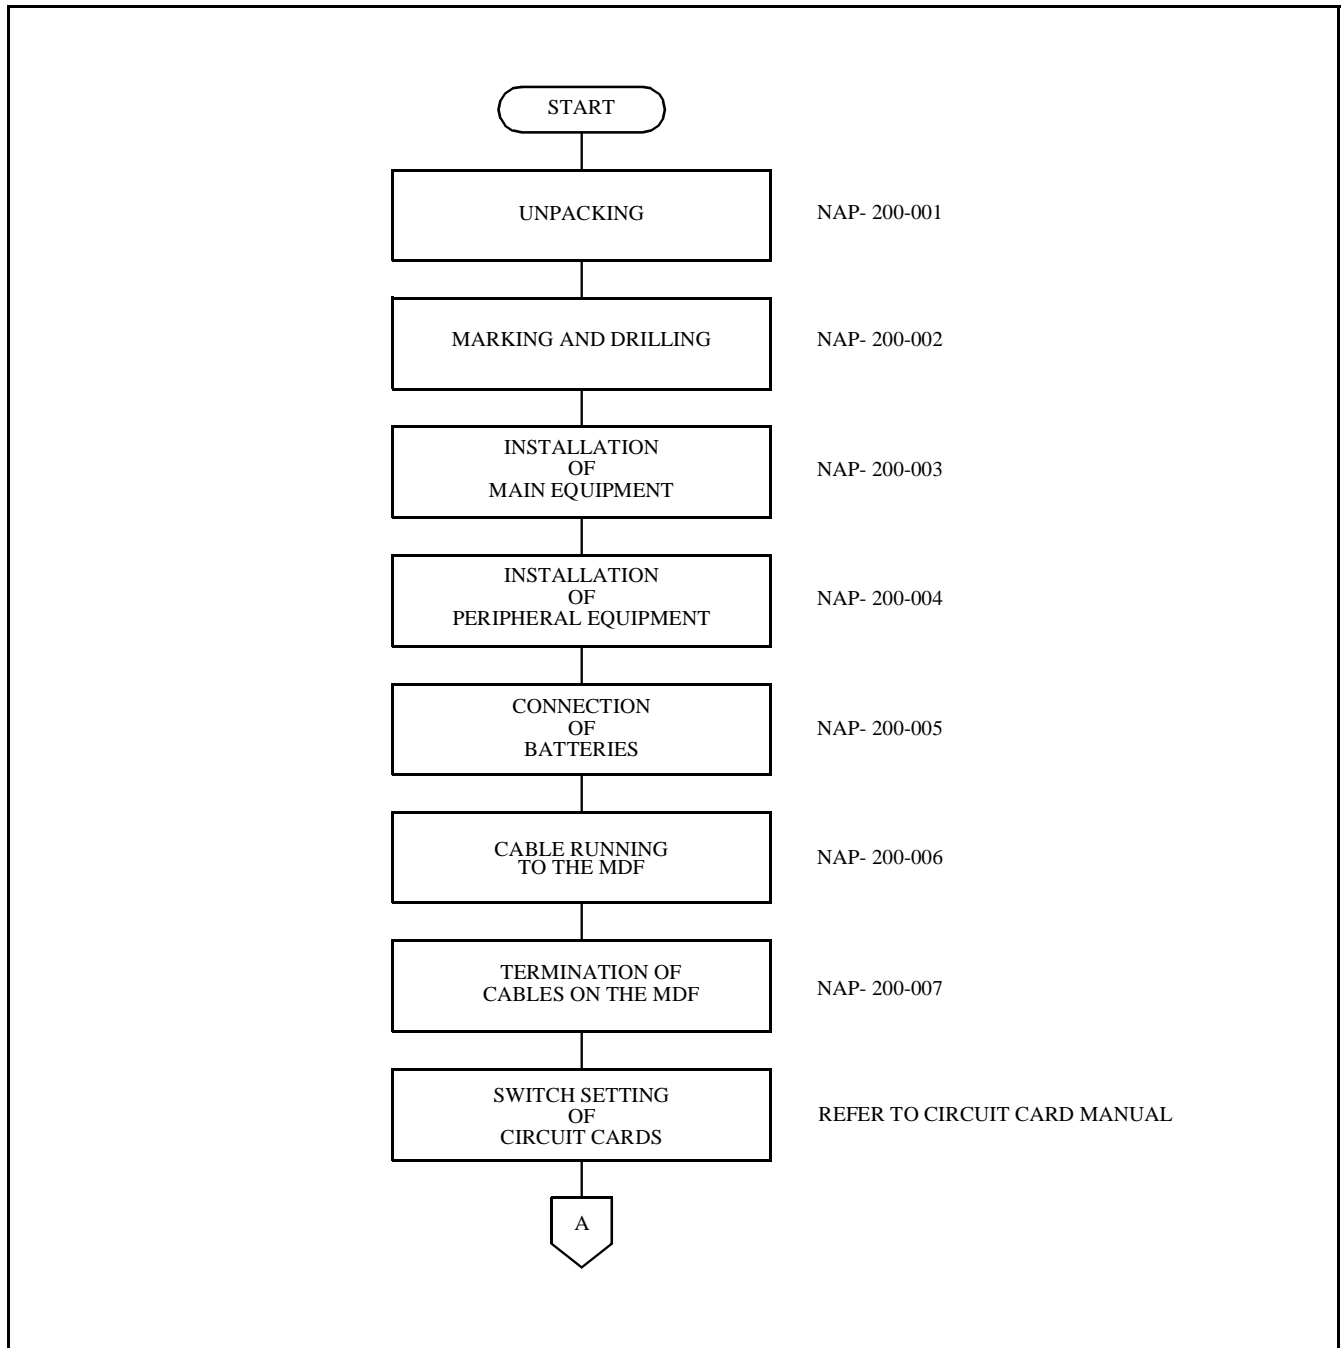 START
UNPACKING
NAP- 200-001
MARKING AND DRILLING
NAP- 200-002
INSTALLATION
OF
MAIN EQUIPMENT
NAP- 200-003
INSTALLATION
OF
PERIPHERAL EQUIPMENT
NAP- 200-004
CONNECTION
OF
BATTERIES
NAP- 200-005
CABLE RUNNING
TO THE MDF
NAP- 200-006
TERMINATION OF
CABLES ON THE MDF
NAP- 200-007
SWITCH SETTING
OF
CIRCUIT CARDS
REFER TO CIRCUIT CARD MANUAL
A